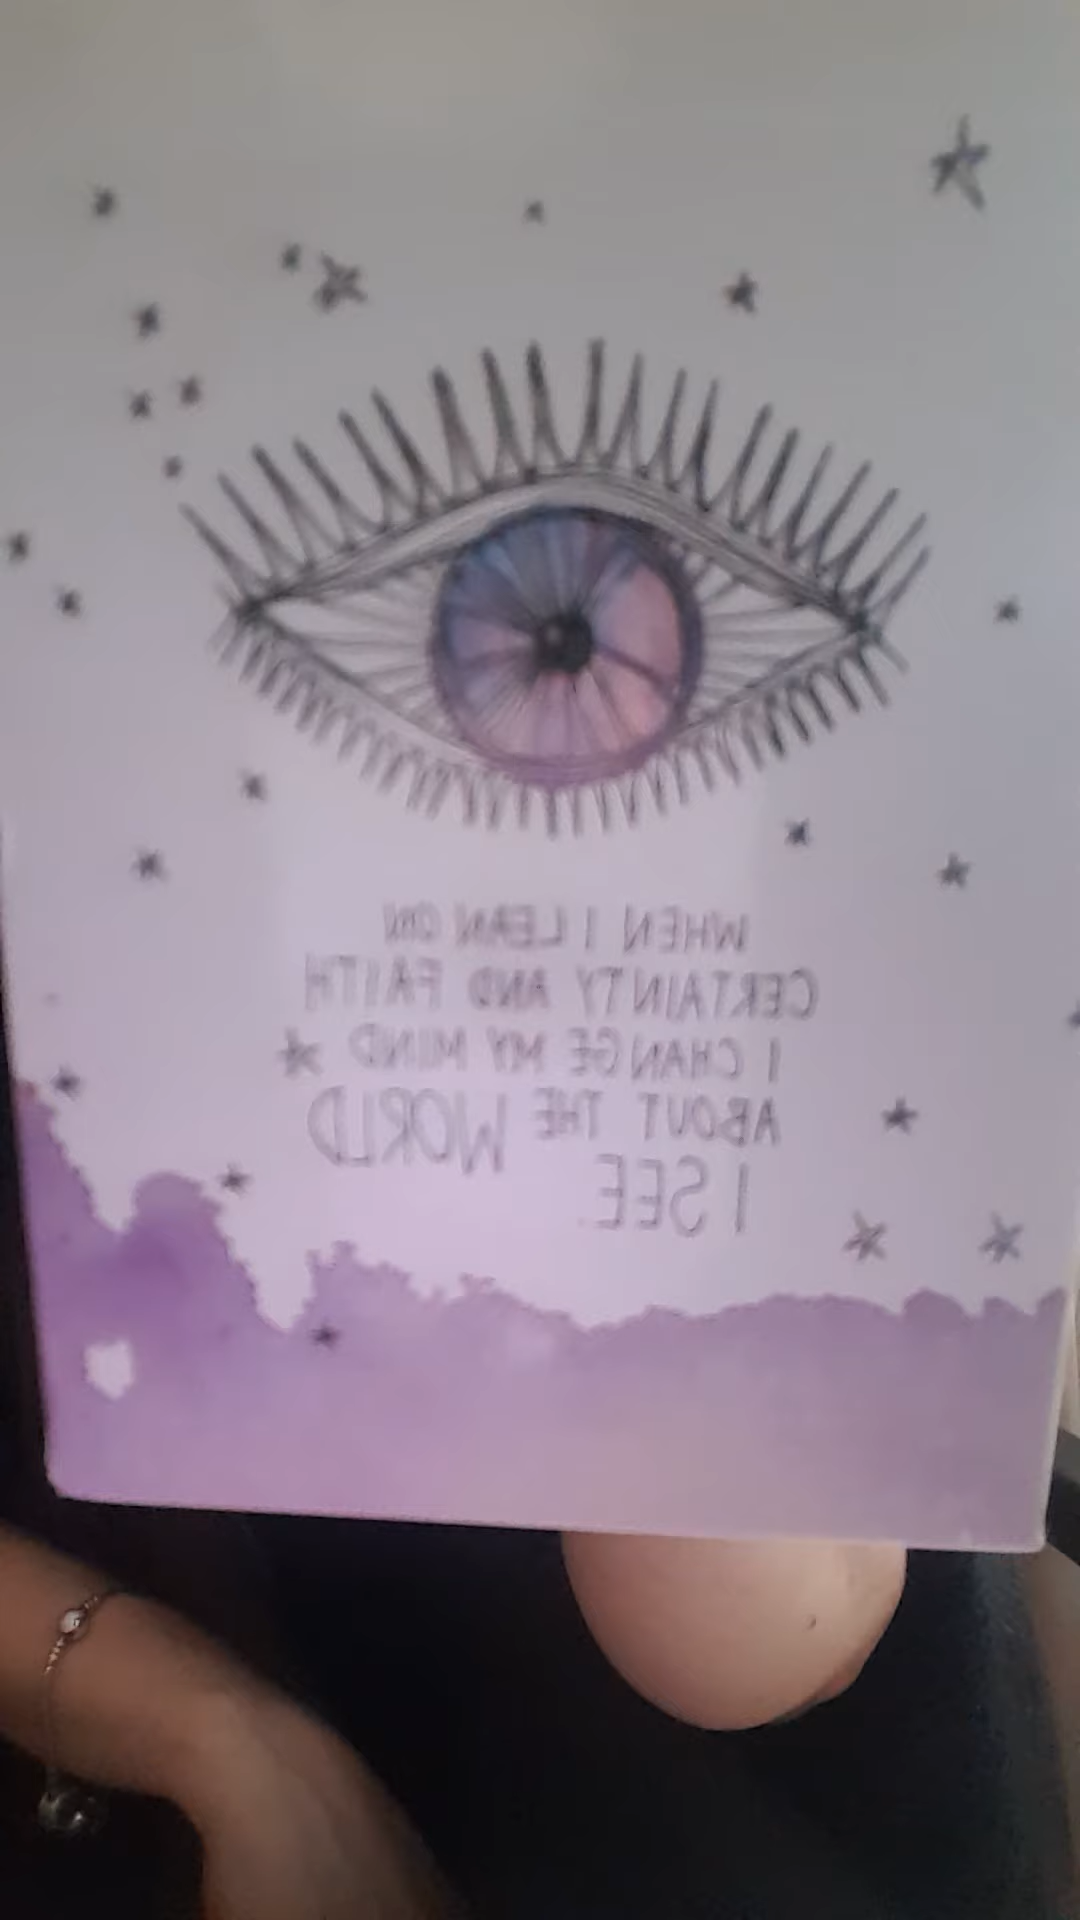 WHEN I LEAN ON
CERTAINTY AND FAITH
I CHANGE MY MIND
ABOUT THE WORLD
I SEE.